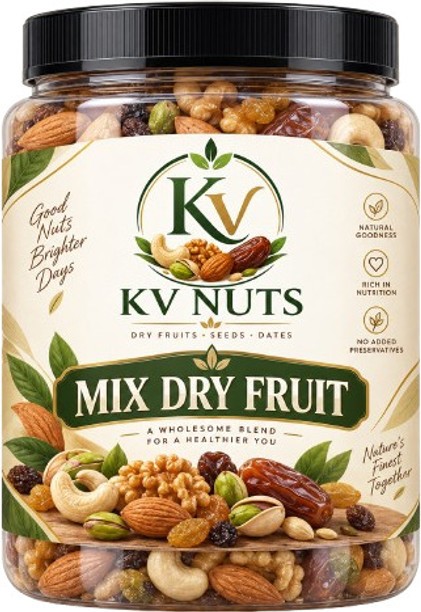 Good
Nuts
Brighter
Days
KV
KV NUTS
DRY FRUITS • SEEDS • DATES
NATURAL
GOODNESS
RICH IN
NUTRITION
NO ADDED
PRESERVATIVES
MIX DRY FRUIT
A WHOLESOME BLEND
FOR A HEALTHIER YOU
Nature's
Finest
Together